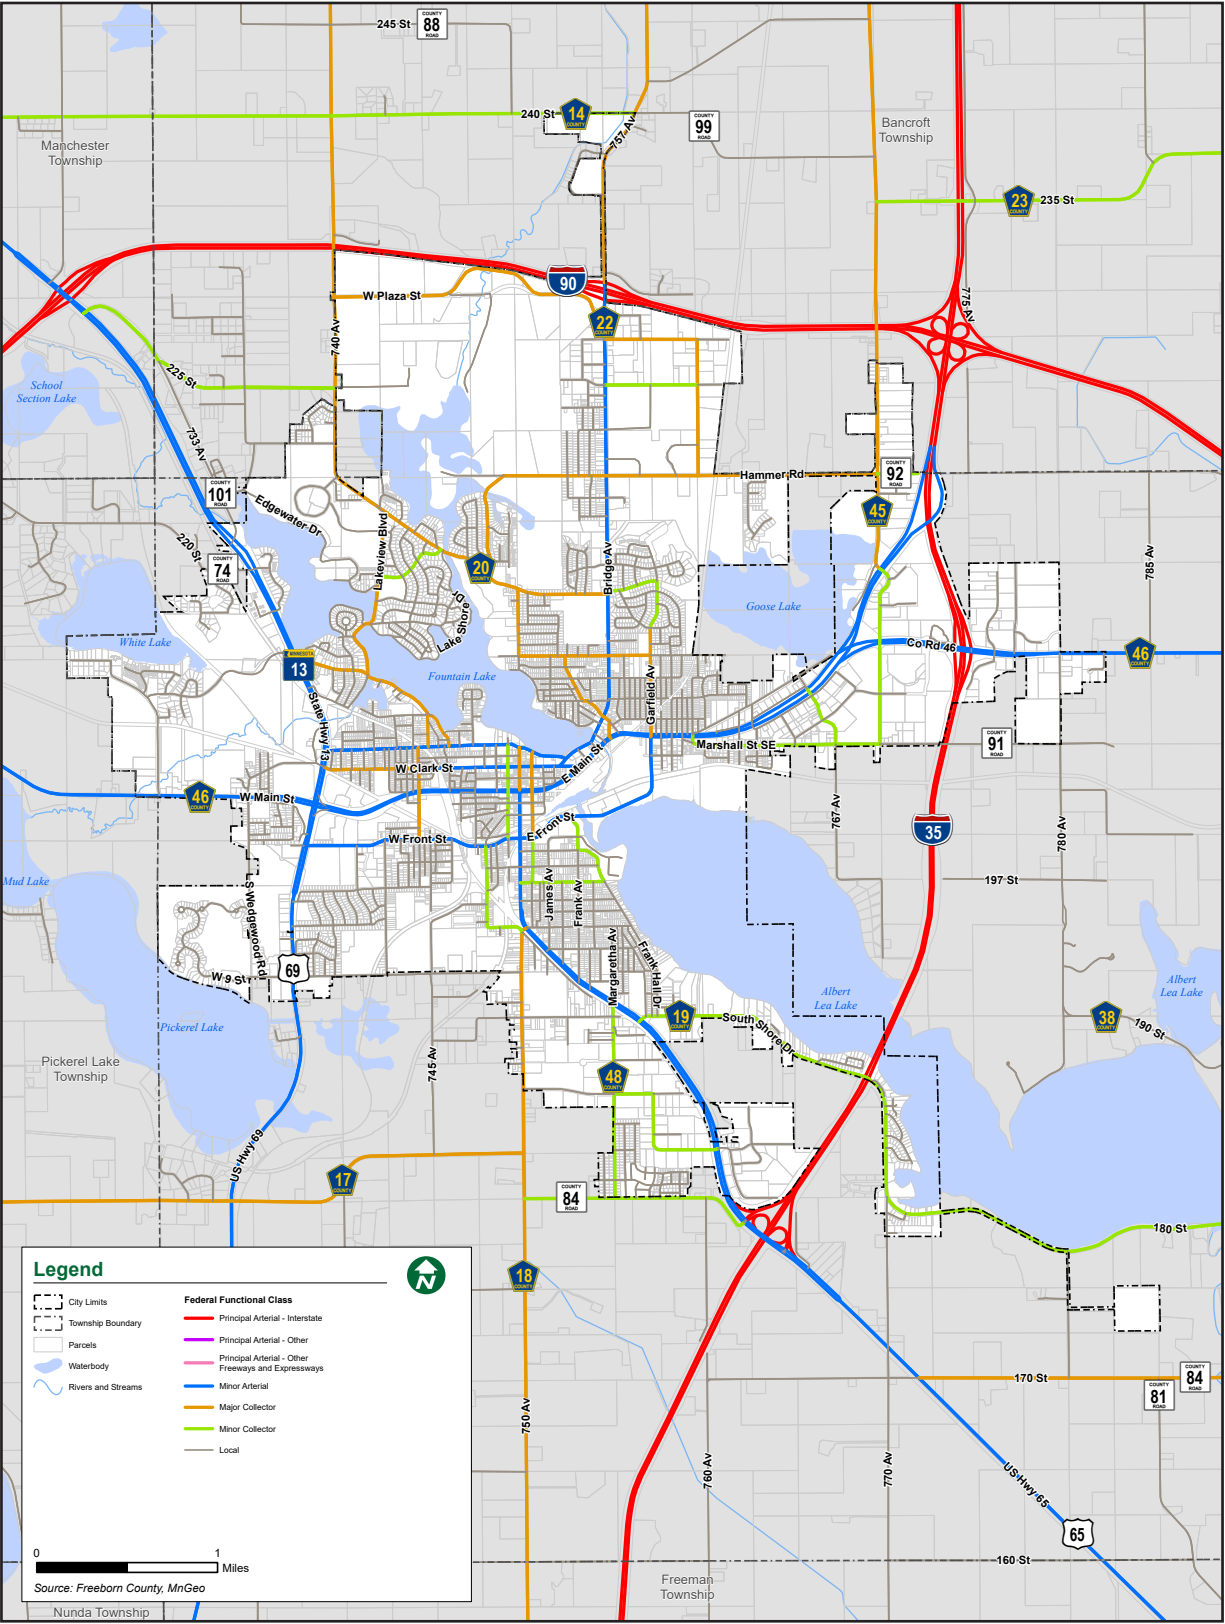 245 St
COUNTY
88
ROAD
240 St
14
COUNTY
757 Av
COUNTY
99
ROAD
Bancroft
Township
Manchester
Township
23
COUNTY
235 St
90
W Plaza St
22
COUNTY
775 Av
740 Av
School
Section Lake
225 St
733 Av
Hammer Rd
COUNTY
92
ROAD
COUNTY
101
ROAD
Edgewater Dr
45
COUNTY
220 St
Lakeview Blvd
COUNTY
74
ROAD
20
COUNTY
Bridge Av
785 Av
Lake Shore
Dr
Goose Lake
White Lake
Co Rd 46
46
COUNTY
MINNESOTA
13
Fountain Lake
Garfield Av
State Hwy 13
Marshall St SE
COUNTY
91
ROAD
W Clark St
E Main St
46
COUNTY
W Main St
767 Av
780 Av
35
W Front St
E Front St
Mud Lake
197 St
S Wedgewood Rd
James Av
Frank Av
Margaretha Av
Frank Hall Dr
69
W 9 St
Albert
Lea Lake
Albert
Lea Lake
19
COUNTY
South Shore Dr
38
COUNTY
190 St
Pickerel Lake
Pickerel Lake
Township
745 Av
48
COUNTY
US Hwy 69
17
COUNTY
COUNTY
84
ROAD
180 St
18
COUNTY
Legend
N
City Limits
Township Boundary
Parcels
Waterbody
Rivers and Streams
Federal Functional Class
Principal Arterial - Interstate
Principal Arterial - Other
Principal Arterial - Other
Freeways and Expressways
Minor Arterial
Major Collector
Minor Collector
Local
0
1
Miles
Source: Freeborn County, MnGeo
170 St
COUNTY
84
ROAD
COUNTY
81
ROAD
750 Av
760 Av
770 Av
US Hwy 65
65
160 St
Freeman
Township
Nunda Township